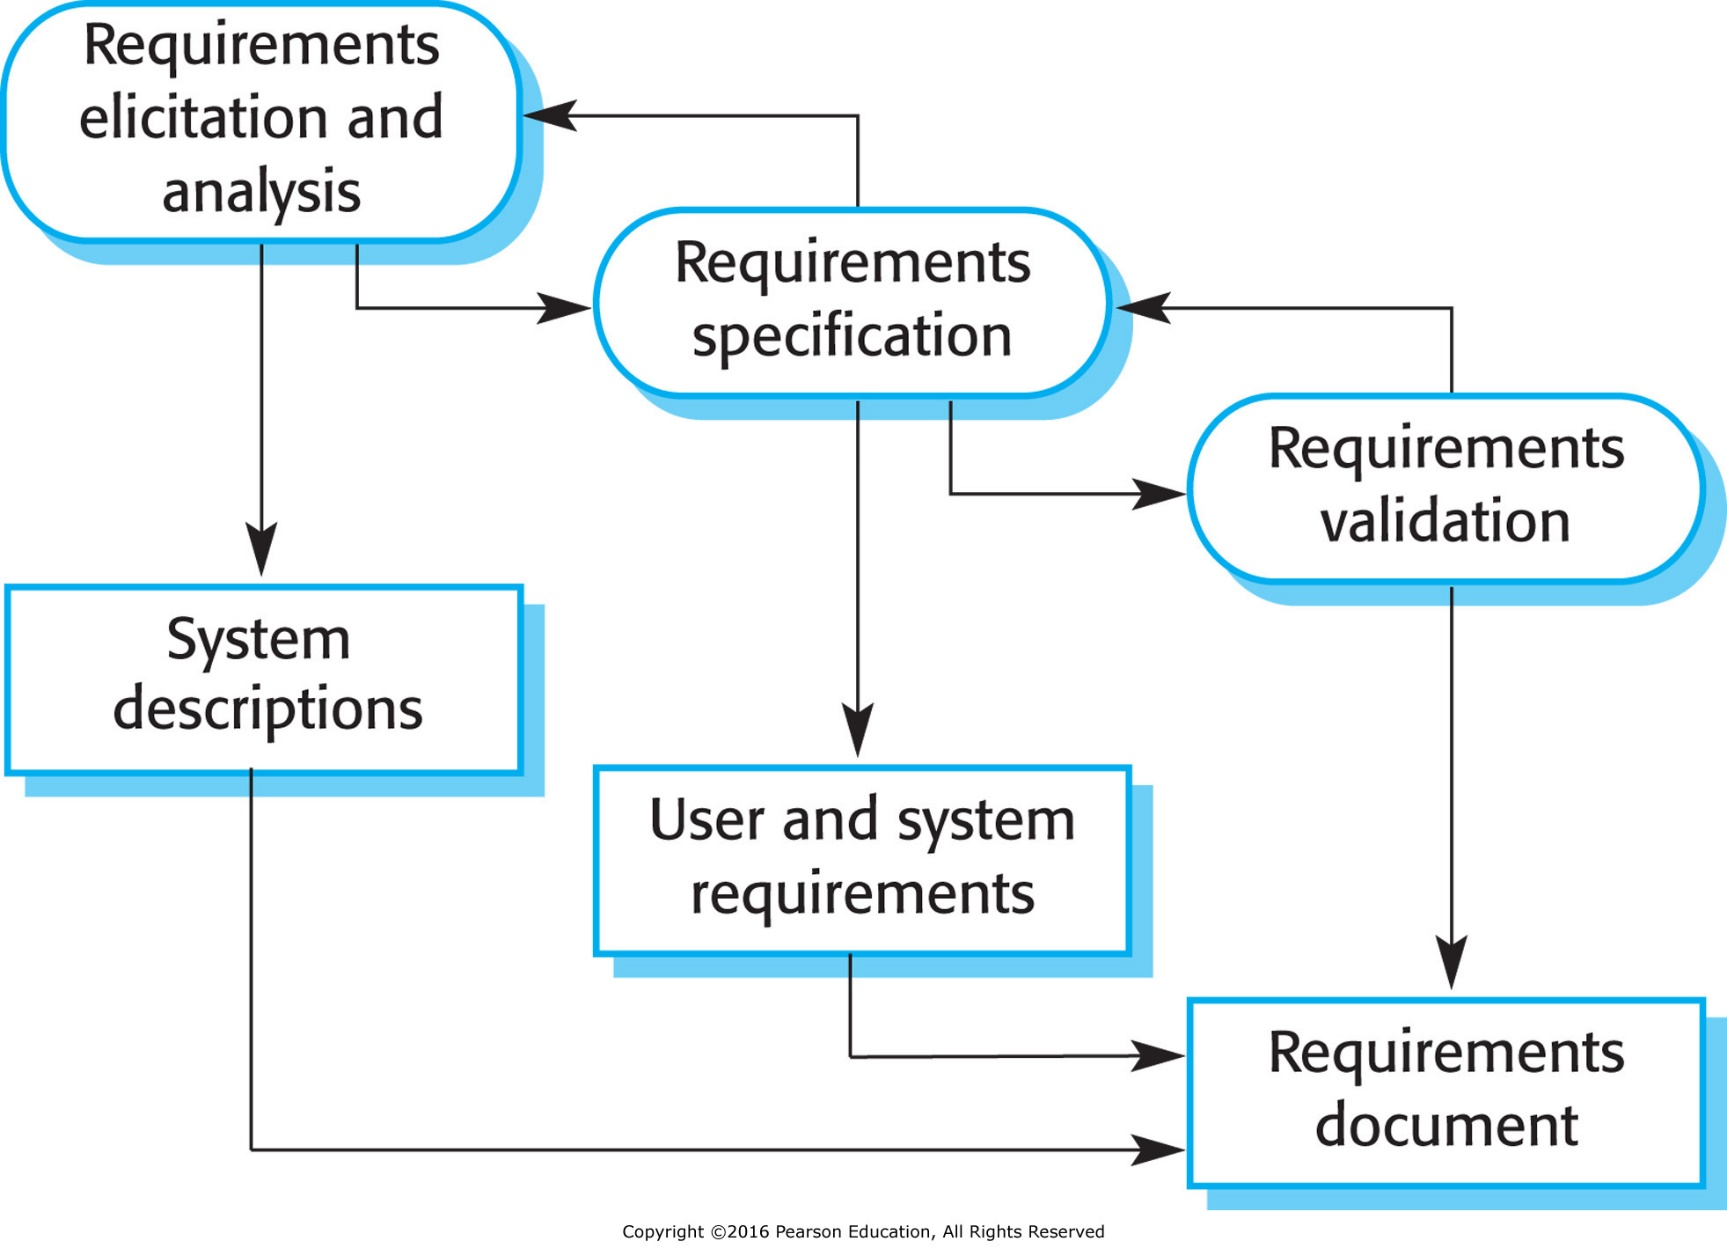 Requirements
elicitation and
analysis
Requirements
specification
Requirements
validation
System
descriptions
User and system
requirements
Requirements
document
Copyright ©2016 Pearson Education, All Rights Reserved